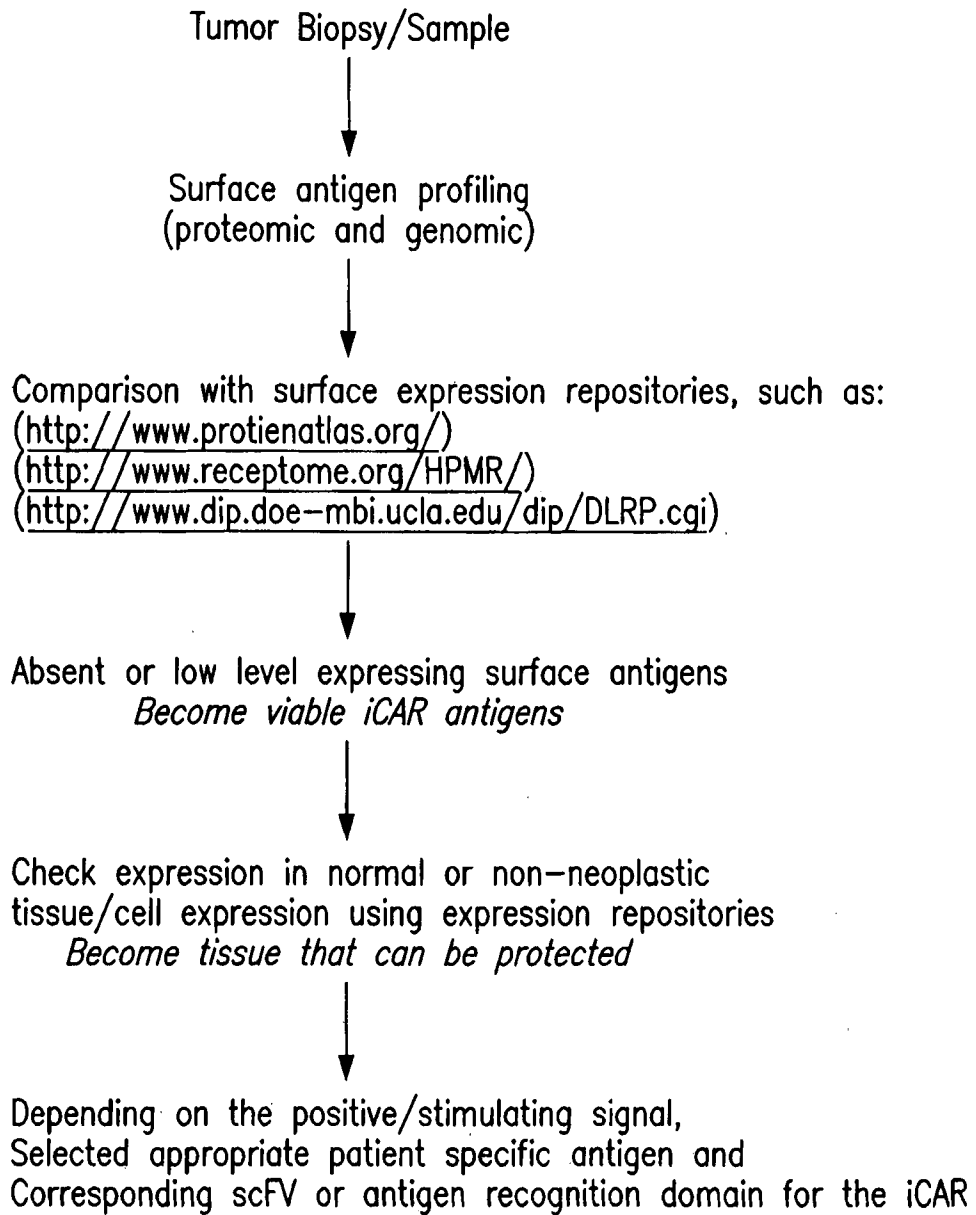 Tumor Biopsy/Sample
Surface antigen profiling
(proteomic and genomic)
Comparison with surface expression repositories, such as:
(http://www.protienatlas.org/)
(http://www.receptome.org/HPMR/)
(http://www.dip.doe-mbi.ucla.edu/dip/DLRP.cgi)
Absent or low level expressing surface antigens
Become viable iCAR antigens
Check expression in normal or non-neoplastic
tissue/cell expression using expression repositories
Become tissue that can be protected
Depending on the positive/stimulating signal,
Selected appropriate patient specific antigen and
Corresponding scFV or antigen recognition domain for the iCAR